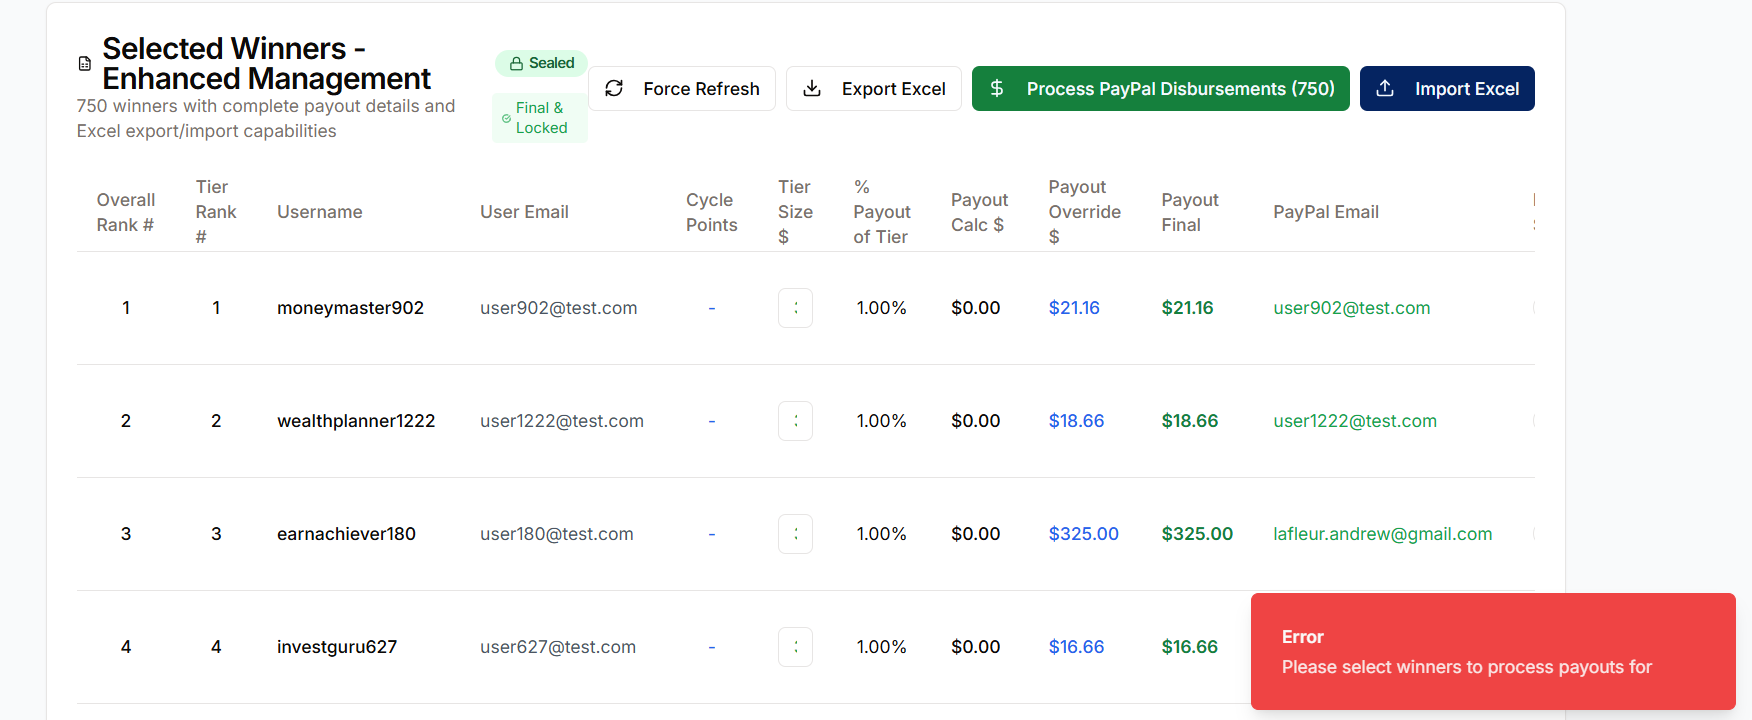 Selected Winners -
Enhanced Management
750 winners with complete payout details and
Excel export/import capabilities
Sealed
Final &
Locked
Force Refresh
Export Excel
Process PayPal Disbursements (750)
Import Excel
Overall
Rank #
Tier
Rank
#
Username
User Email
Cycle
Points
Tier
Size
$
%
Payout
of Tier
Payout
Calc $
Payout
Override
$
Payout
Final
PayPal Email
1 1 moneymaster902 user902@test.com - 1.00% $0.00 $21.16 $21.16 user902@test.com
2 2 wealthplanner1222 user1222@test.com - 1.00% $0.00 $18.66 $18.66 user1222@test.com
3 3 earnachiever180 user180@test.com - 1.00% $0.00 $325.00 $325.00 lafleur.andrew@gmail.com
4 4 investguru627 user627@test.com - 1.00% $0.00 $16.66 $16.66
Error
Please select winners to process payouts for